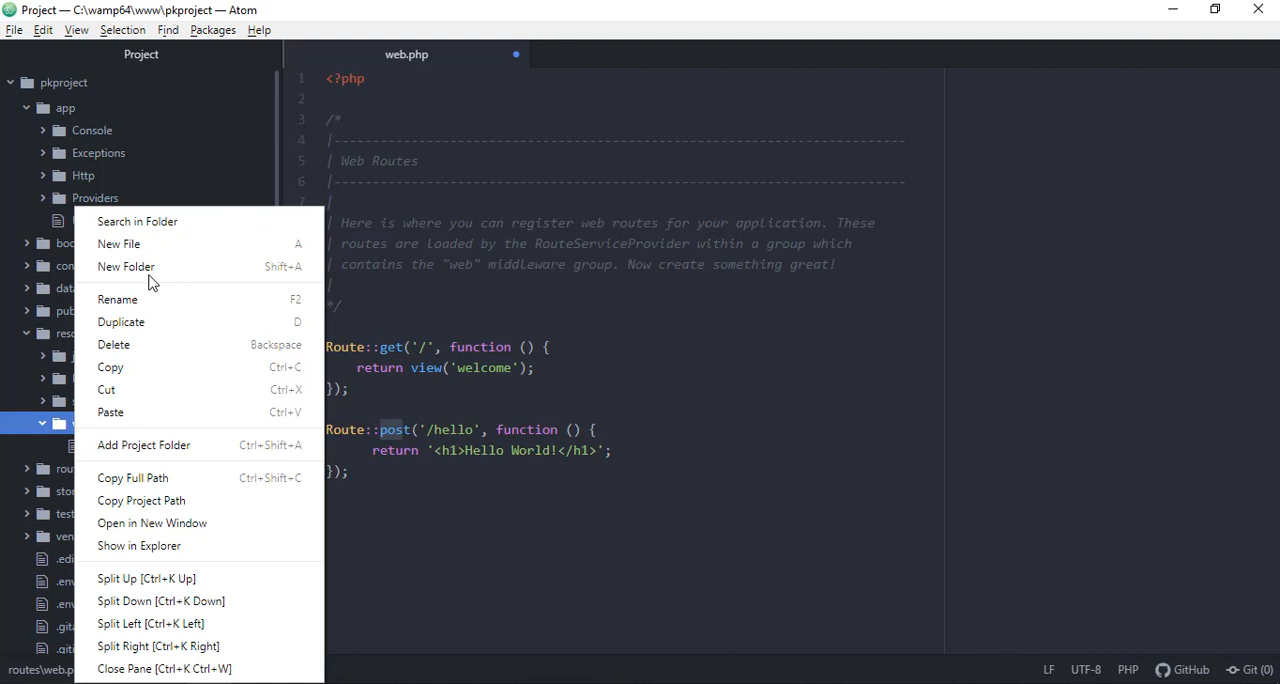 Project — C:\wamp64\www\pkproject — Atom
File Edit View Selection Find Packages Help
Project
web.php
pkproject
app
Console
Exceptions
Http
Providers
Search in Folder
New File A
New Folder Shift+A
Rename F2
Duplicate D
Delete Backspace
Copy Ctrl+C
Cut Ctrl+X
Paste Ctrl+V
Add Project Folder Ctrl+Shift+A
Copy Full Path Ctrl+Shift+C
Copy Project Path
Open in New Window
Show in Explorer
Split Up [Ctrl+K Up]
Split Down [Ctrl+K Down]
Split Left [Ctrl+K Left]
Split Right [Ctrl+K Right]
Close Pane [Ctrl+K Ctrl+W]
1 <?php
2
3 /*
4 |--------------------------------------------------------------------------
5 | Web Routes
6 |--------------------------------------------------------------------------
7 |
| Here is where you can register web routes for your application. These
| routes are loaded by the RouteServiceProvider within a group which
| contains the "web" middleware group. Now create something great!
|
*/
Route::get('/', function () {
return view('welcome');
});
Route::post('/hello', function () {
return '<h1>Hello World!</h1>';
});
routes\web.p
LF UTF-8 PHP GitHub Git (0)